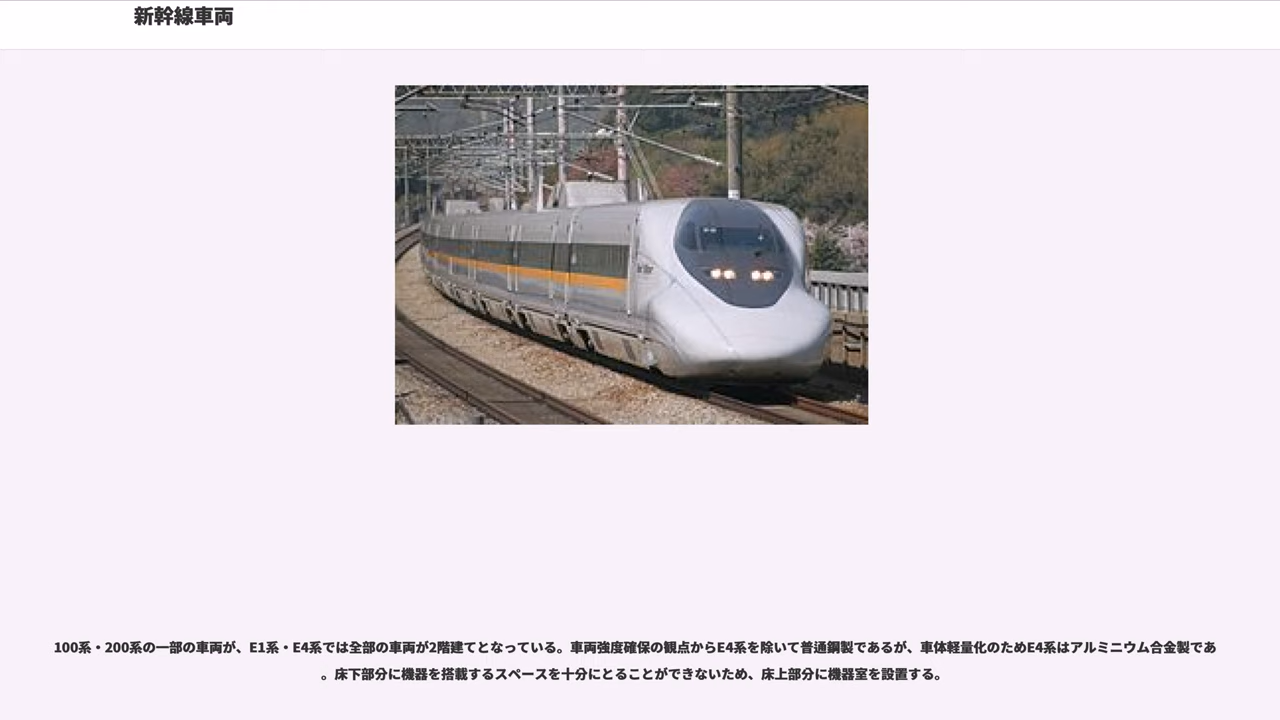 新幹線車両
100系・200系の一部の車両が、E1系・E4系では全部の車両が2階建てとなっている。車両強度確保の観点からE4系を除いて普通鋼製であるが、車体軽量化のためE4系はアルミニウム合金製であ
。床下部分に機器を搭載するスペースを十分にとることができないため、床上部分に機器室を設置する。